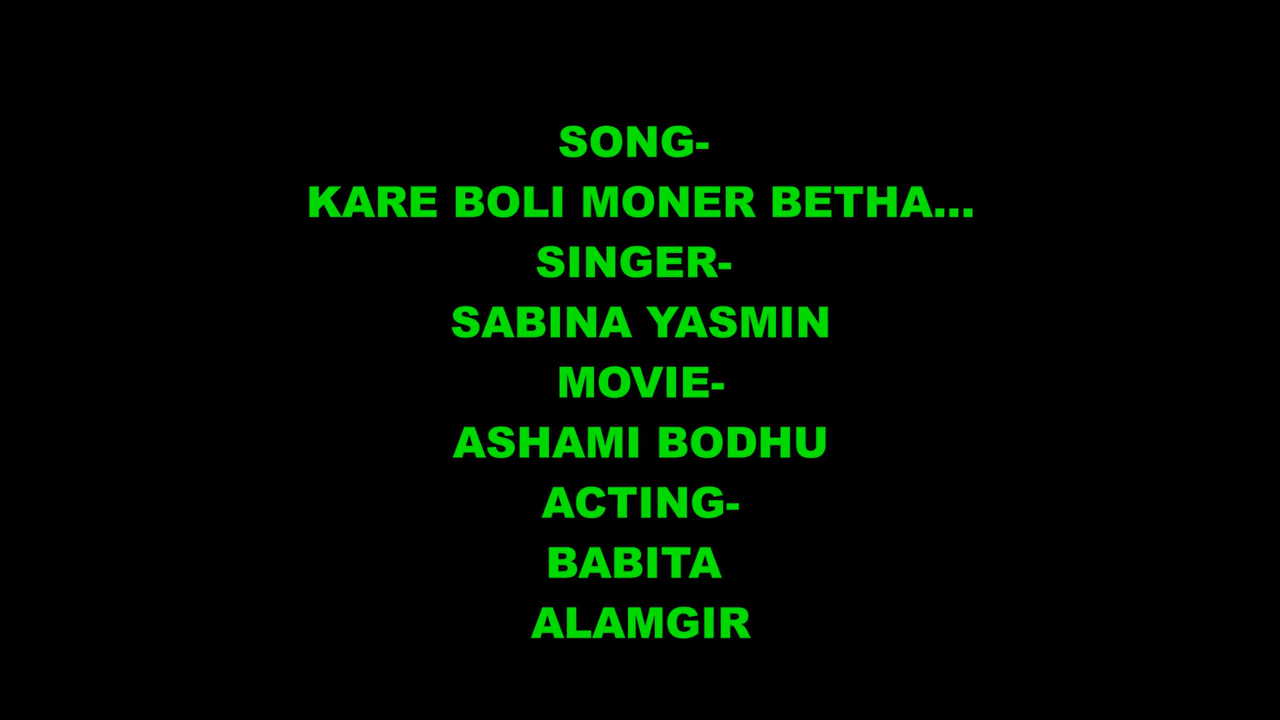 SONG-
KARE BOLI MONER BETHA...
SINGER-
SABINA YASMIN
MOVIE-
ASHAMI BODHU
ACTING-
BABITA
ALAMGIR